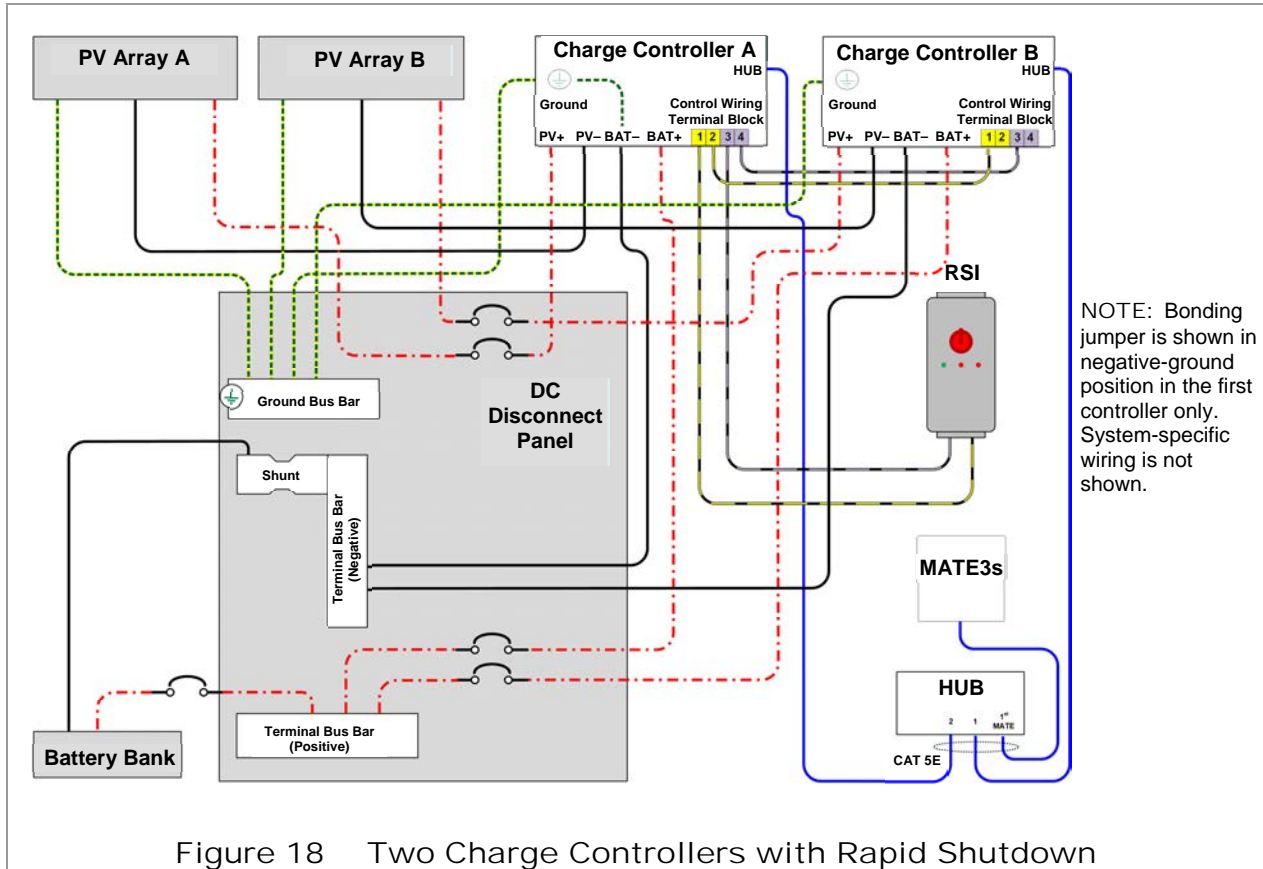 PV Array A
PV Array B
Charge Controller A
HUB
Ground
Control Wiring
Terminal Block
PV+ PV– BAT– BAT+ 1 2 3 4
Charge Controller B
HUB
Ground
Control Wiring
Terminal Block
PV+ PV– BAT– BAT+ 1 2 3 4
RSI
NOTE: Bonding
jumper is shown in
negative-ground
position in the first
controller only.
System-specific
wiring is not
shown.
Ground Bus Bar
DC
Disconnect
Panel
Shunt
Terminal Bus Bar
(Negative)
MATE3s
HUB
2 1 1st
MATE
CAT 5E
Terminal Bus Bar
(Positive)
Battery Bank
Figure 18 Two Charge Controllers with Rapid Shutdown